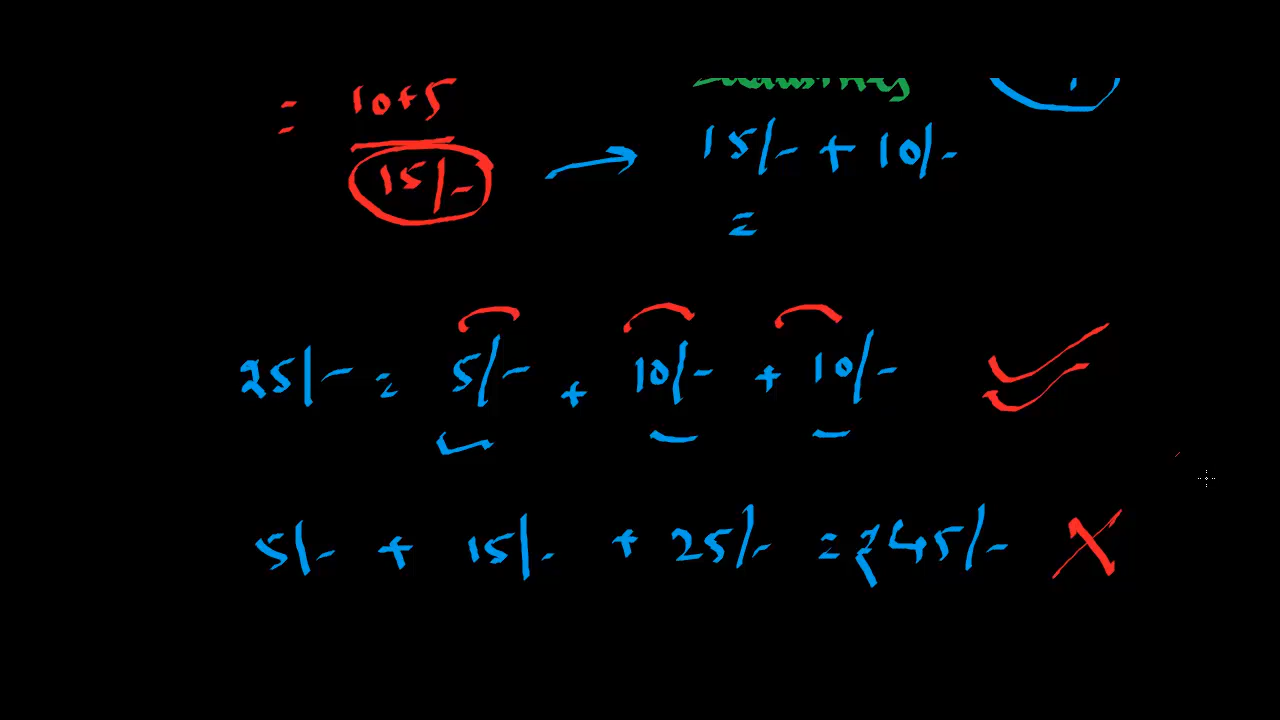 = 10+5
15/- + 10/-
15/-
=
25/- = 5/- + 10/- + 10/-
5/- + 15/- + 25/- = ₹45/-